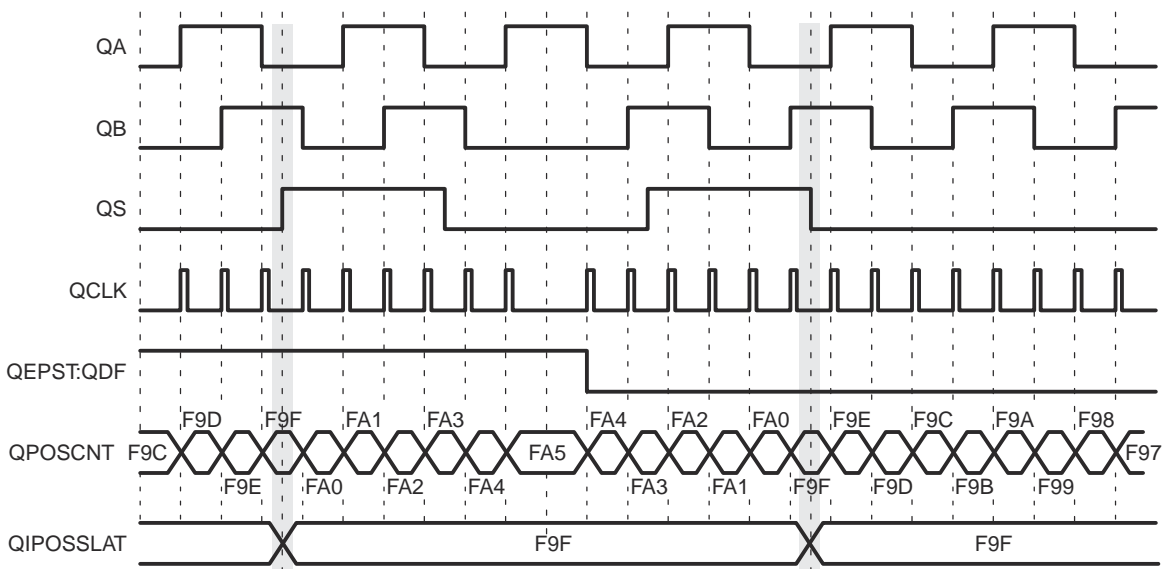 QA
QB
QS
QCLK
QEPST:QDF
F9D F9F FA1 FA3 FA4 FA2 FA0 F9E F9C F9A F98
QPOSCNT F9C FA5 F97
F9E FA0 FA2 FA4 FA3 FA1 F9F F9D F9B F99
QIPOSSLAT F9F F9F